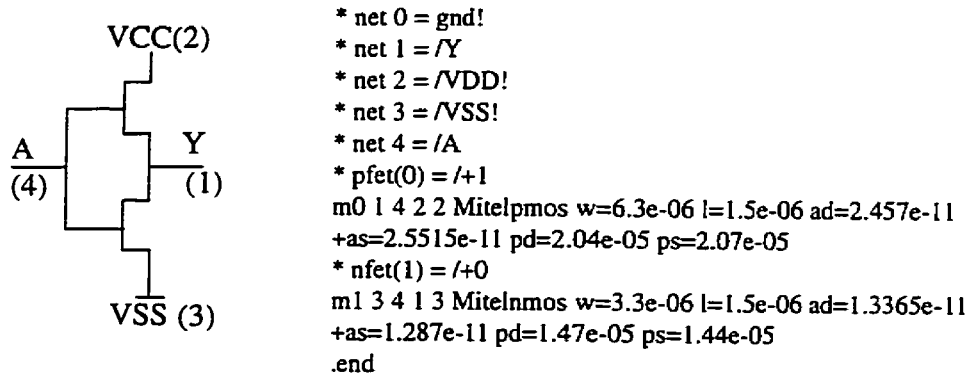 VCC(2)
A
(4)
Y
(1)
VSS (3)
* net 0 = gnd!
* net 1 = /Y
* net 2 = /VDD!
* net 3 = /VSS!
* net 4 = /A
* pfet(0) = /+1
m0 1 4 2 2 Mitelpmos w=6.3e-06 l=1.5e-06 ad=2.457e-11
+as=2.5515e-11 pd=2.04e-05 ps=2.07e-05
* nfet(1) = /+0
m1 3 4 1 3 Mitelnmos w=3.3e-06 l=1.5e-06 ad=1.3365e-11
+as=1.287e-11 pd=1.47e-05 ps=1.44e-05
.end